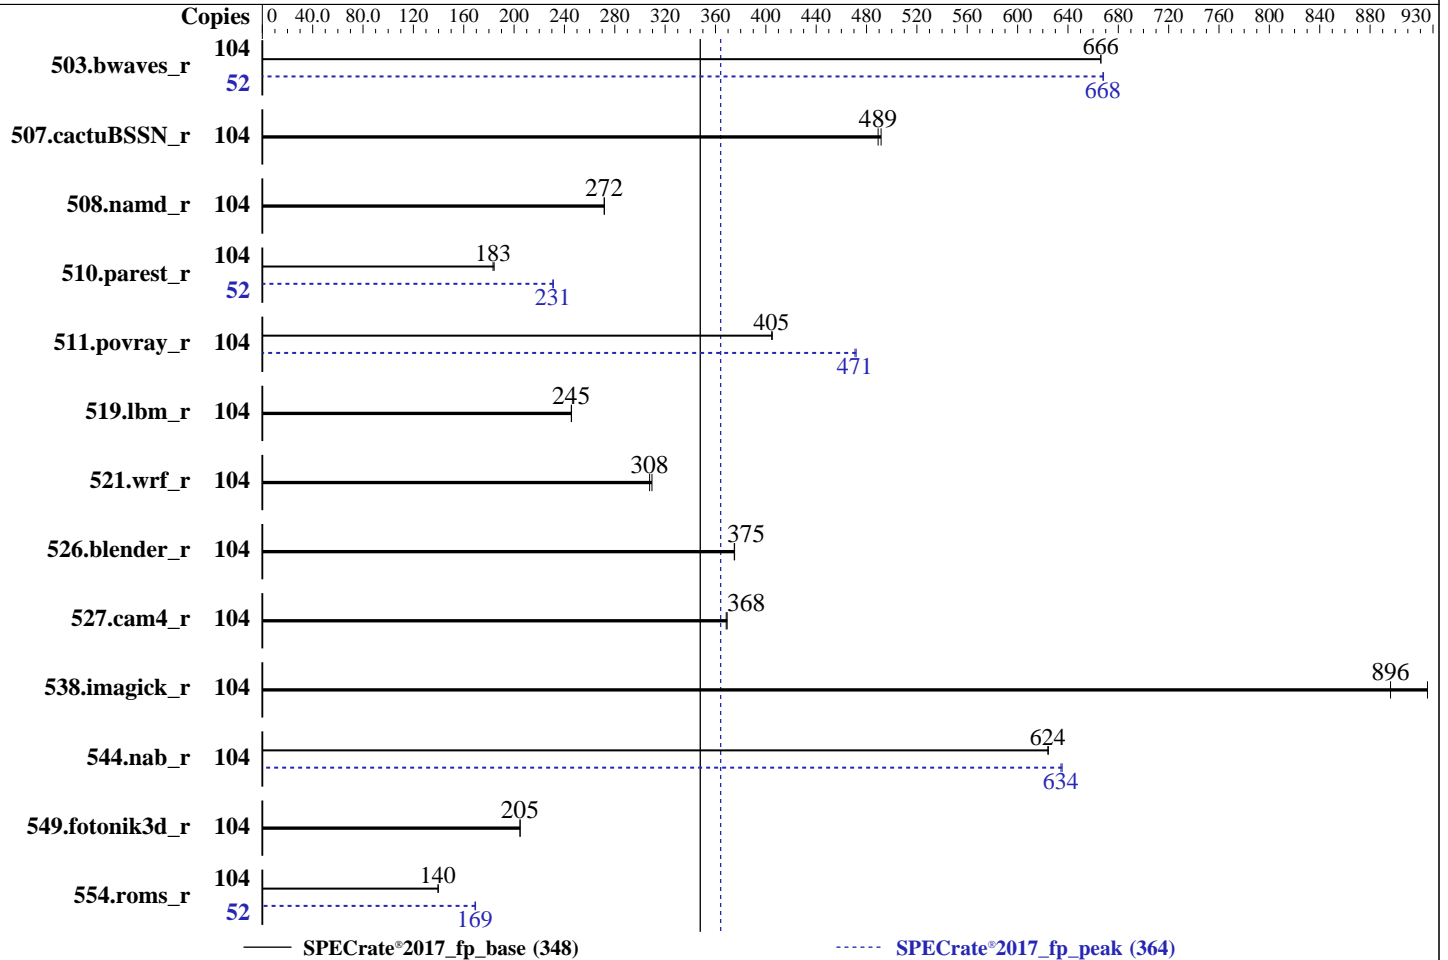 Copies 0 40.0 80.0 120 160 200 240 280 320 360 400 440 480 520 560 600 640 680 720 760 800 840 880 930
503.bwaves_r 104 666
52 668
507.cactuBSSN_r 104 489
508.namd_r 104 272
510.parest_r 104 183
52 231
511.povray_r 104 405
471
519.lbm_r 104 245
521.wrf_r 104 308
526.blender_r 104 375
527.cam4_r 104 368
538.imagick_r 104 896
544.nab_r 104 624
634
549.fotonik3d_r 104 205
554.roms_r 104 140
52 169
SPECrate®2017_fp_base (348) SPECrate®2017_fp_peak (364)